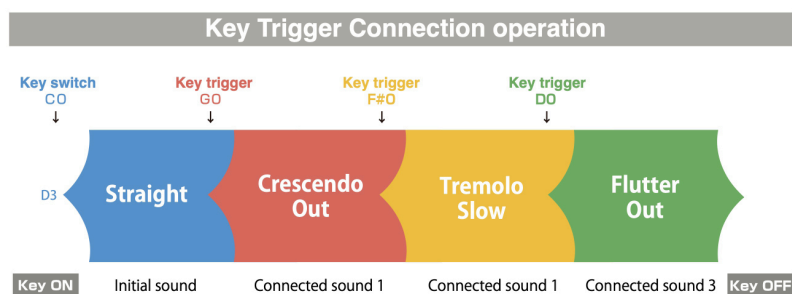 Key Trigger Connection operation
Key switch
C0
↓
Key trigger
G0
↓
Key trigger
F#0
↓
Key trigger
D0
↓
D3
Straight
Crescendo
Out
Tremolo
Slow
Flutter
Out
Key ON
Initial sound
Connected sound 1
Connected sound 1
Connected sound 3
Key OFF